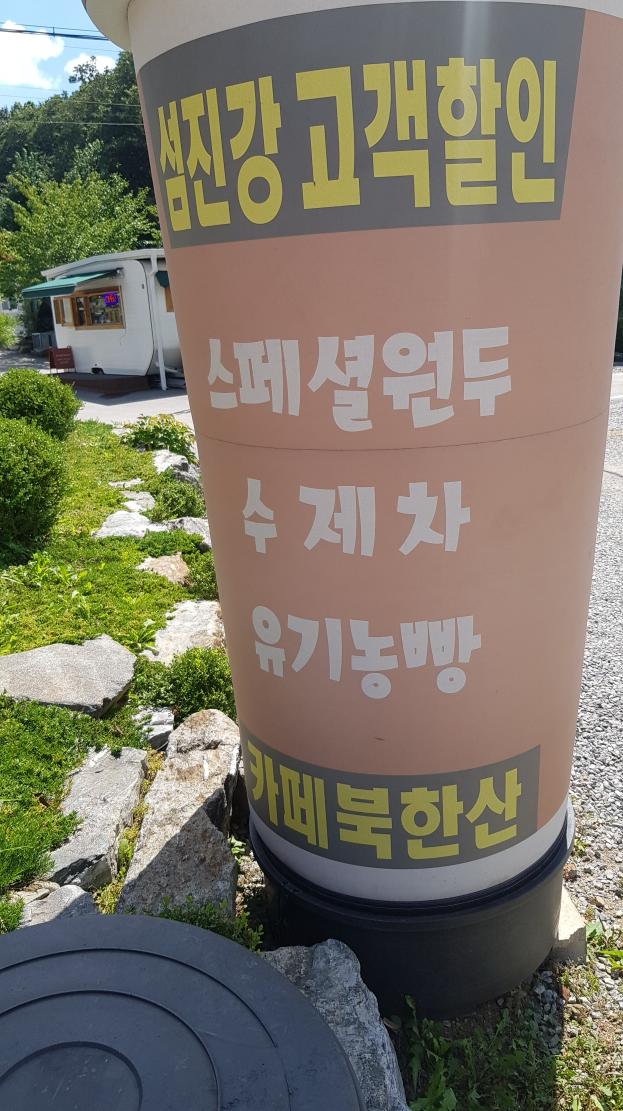 섬진강 고객할인
스페셜원두
수제차
유기농빵
카페북한산